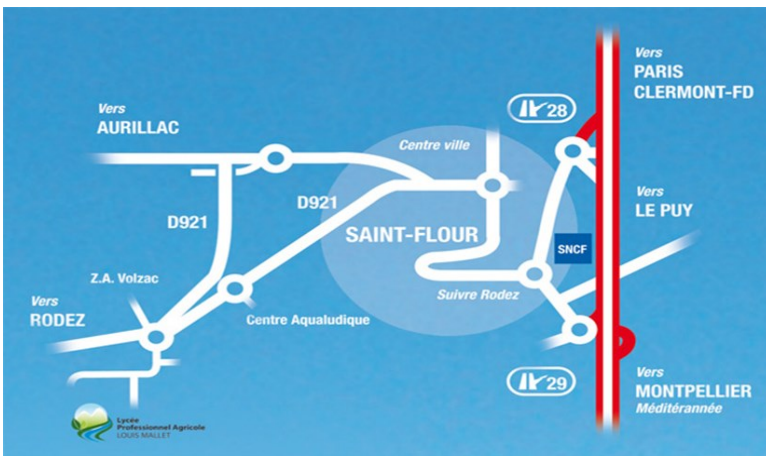 Vers
PARIS
CLERMONT-FD
28
Vers
AURILLAC
Centre ville
Vers
LE PUY
D921
D921
SAINT-FLOUR
SNCF
Z.A. Volzac
Suivre Rodez
Vers
RODEZ
Centre Aqualudique
29
Vers
MONTPELLIER
Méditérannée
Lycée
Professionnel Agricole
LOUIS MALLET